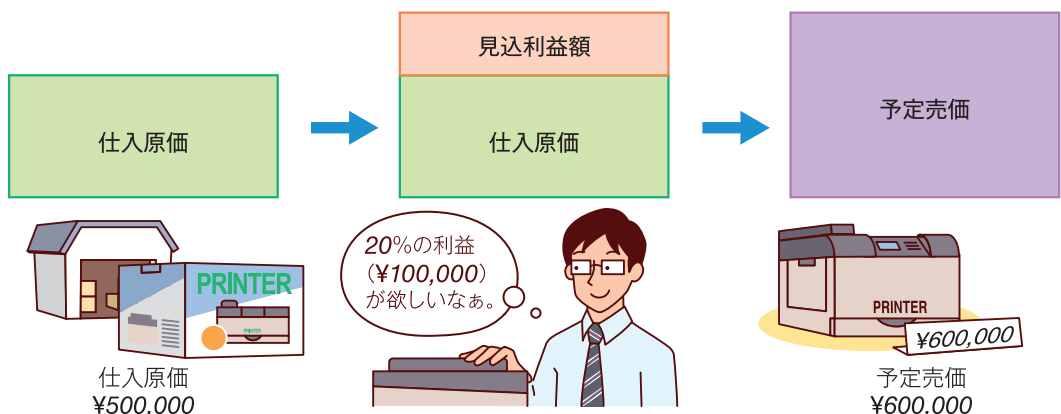 見込利益額
仕入原価
仕入原価
予定売価
20%の利益
(¥100,000)
が欲しいなぁ。
PRINTER
PRINTER
PRINTER
¥600,000
仕入原価
¥500,000
予定売価
¥600,000